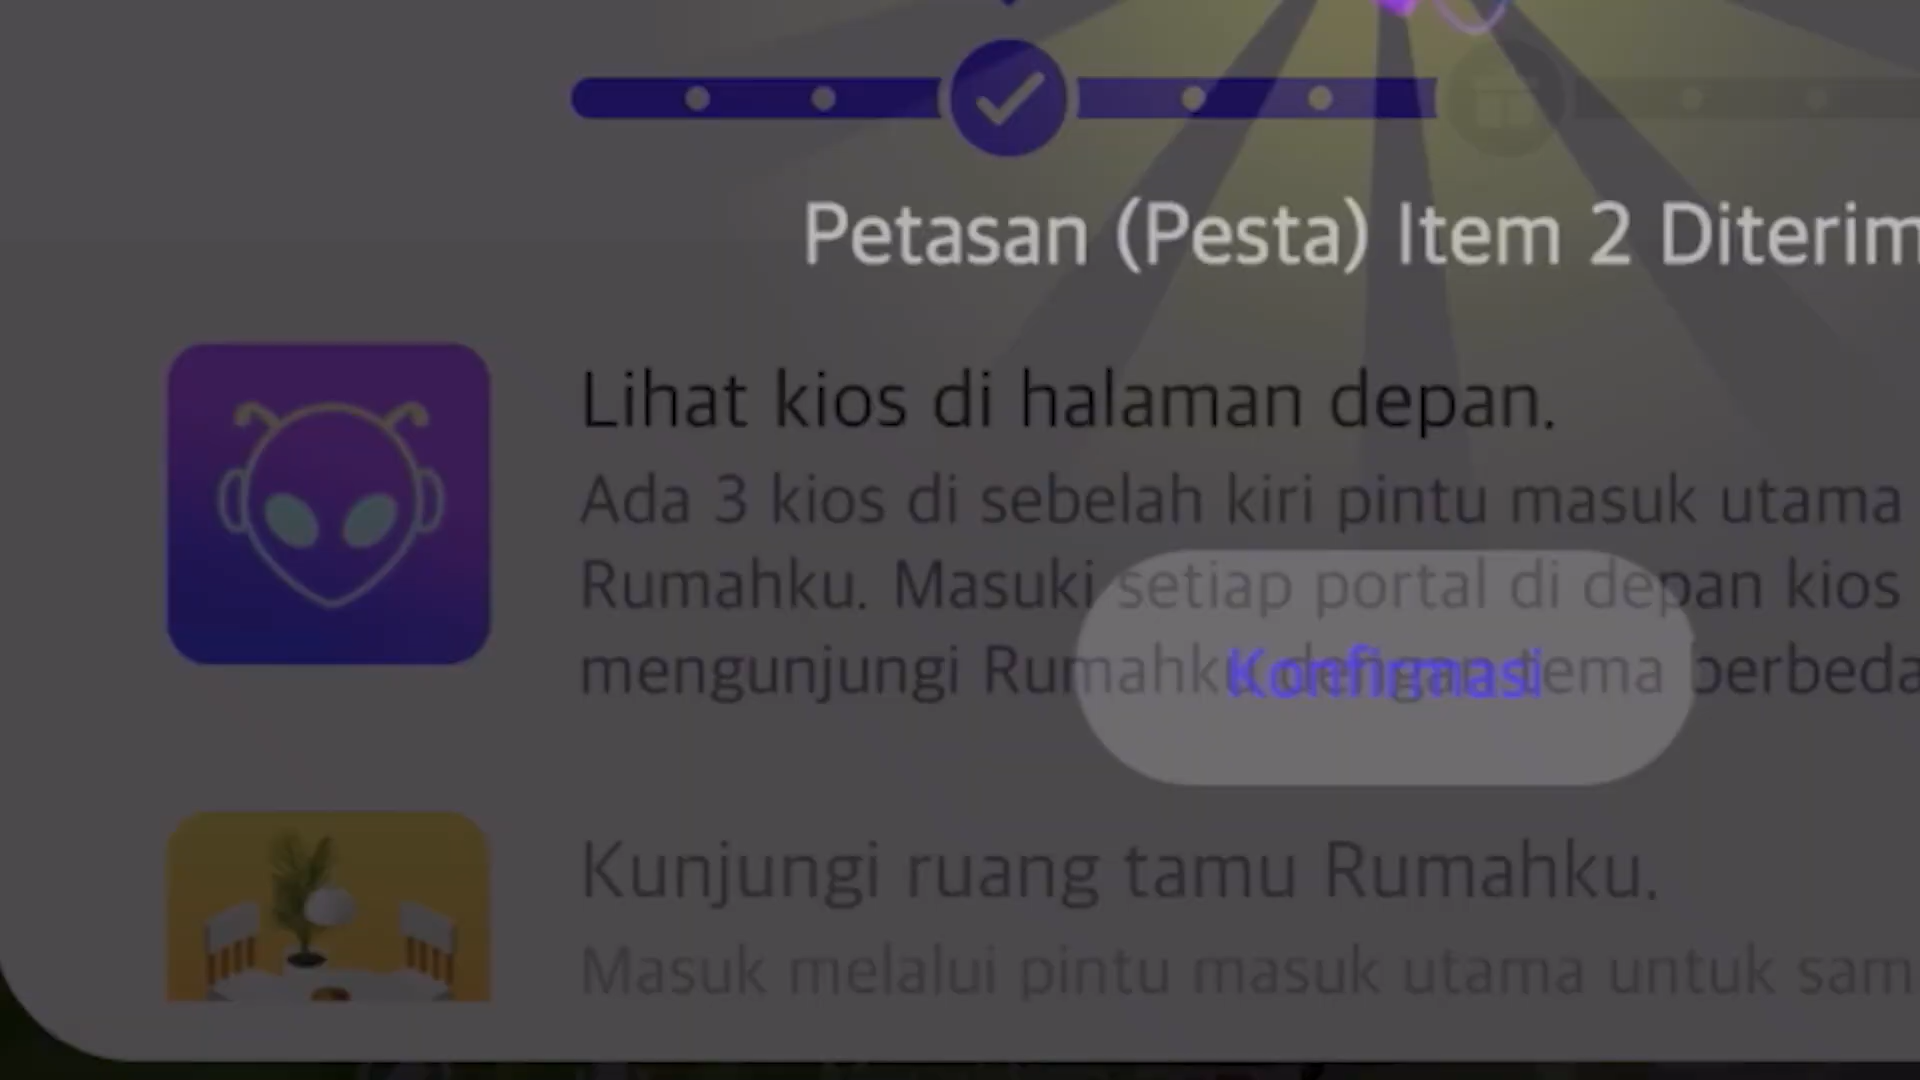 Petasan (Pesta) Item 2 Diterim
Lihat kios di halaman depan.
Ada 3 kios di sebelah kiri pintu masuk utama
Rumahku. Masuki setiap portal di depan kios
mengunjungi Rumahku dengan tema berbeda
Konfirmasi
Kunjungi ruang tamu Rumahku.
Masuk melalui pintu masuk utama untuk sam